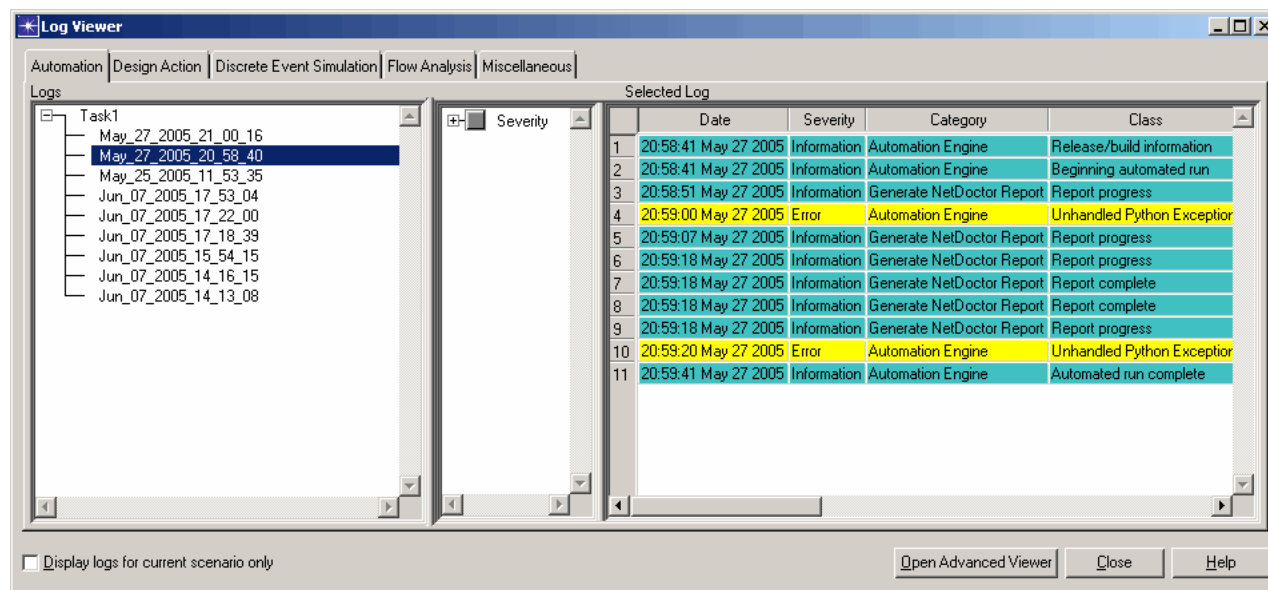 Log Viewer
Automation Design Action Discrete Event Simulation Flow Analysis Miscellaneous
Logs
Task1
May_27_2005_21_00_16
May_27_2005_20_58_40
May_25_2005_11_53_35
Jun_07_2005_17_53_04
Jun_07_2005_17_22_00
Jun_07_2005_17_18_39
Jun_07_2005_15_54_15
Jun_07_2005_14_16_15
Jun_07_2005_14_13_08
Severity
Selected Log
Date Severity Category Class
1 20:58:41 May 27 2005 Information Automation Engine Release/build information
2 20:58:41 May 27 2005 Information Automation Engine Beginning automated run
3 20:58:51 May 27 2005 Information Generate NetDoctor Report Report progress
4 20:59:00 May 27 2005 Error Automation Engine Unhandled Python Exception
5 20:59:07 May 27 2005 Information Generate NetDoctor Report Report progress
6 20:59:18 May 27 2005 Information Generate NetDoctor Report Report progress
7 20:59:18 May 27 2005 Information Generate NetDoctor Report Report complete
8 20:59:18 May 27 2005 Information Generate NetDoctor Report Report complete
9 20:59:18 May 27 2005 Information Generate NetDoctor Report Report progress
10 20:59:20 May 27 2005 Error Automation Engine Unhandled Python Exception
11 20:59:41 May 27 2005 Information Automation Engine Automated run complete
Display logs for current scenario only
Open Advanced Viewer Close Help